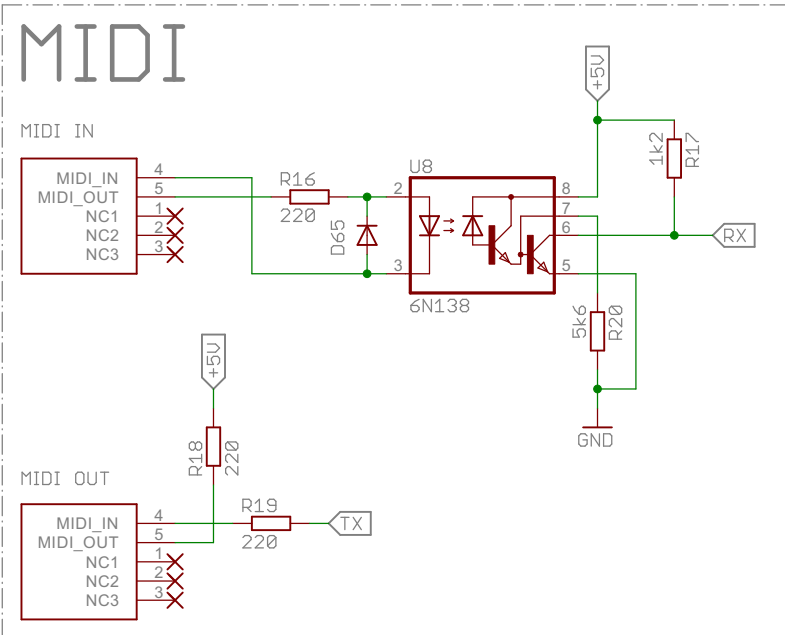 MIDI
MIDI IN
MIDI_IN 4
MIDI_OUT 5
NC1 1
NC2 2
NC3 3
R16
220
D65
U8
2
3
8
7
6
5
6N138
+5V
1k2
R17
RX
5k6
R20
GND
+5V
R18
220
MIDI OUT
MIDI_IN 4
MIDI_OUT 5
NC1 1
NC2 2
NC3 3
R19
220
TX